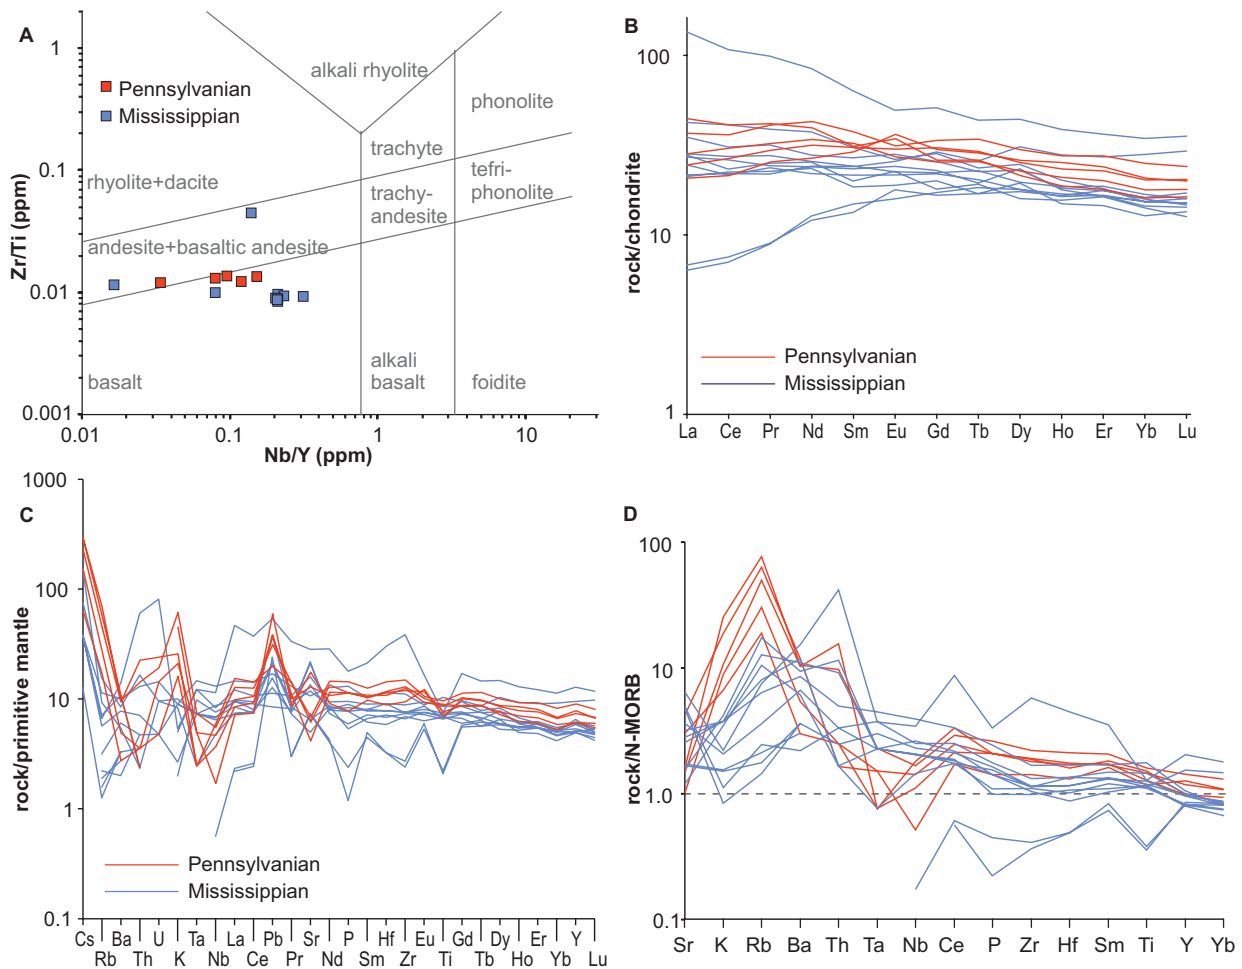 A
1
0.1
0.01
0.001
Zr/Ti (ppm)
Pennsylvanian
Mississippian
alkali rhyolite
phonolite
trachyte
rhyolite+dacite
tefri-
phonolite
trachy-
andesite
andesite+basaltic andesite
basalt
alkali
basalt
foidite
0.01 0.1 1 10
Nb/Y (ppm)
B
100
10
1
rock/chondrite
Pennsylvanian
Mississippian
La Ce Pr Nd Sm Eu Gd Tb Dy Ho Er Yb Lu
C
1000
100
10
1
0.1
rock/primitive mantle
Pennsylvanian
Mississippian
Cs Ba U Ta La Pb Sr P Hf Eu Gd Dy Er Y
Rb Th K Nb Ce Pr Nd Sm Zr Ti Tb Ho Yb Lu
D
100
10
1.0
0.1
rock/N-MORB
Sr K Rb Ba Th Ta Nb Ce P Zr Hf Sm Ti Y Yb